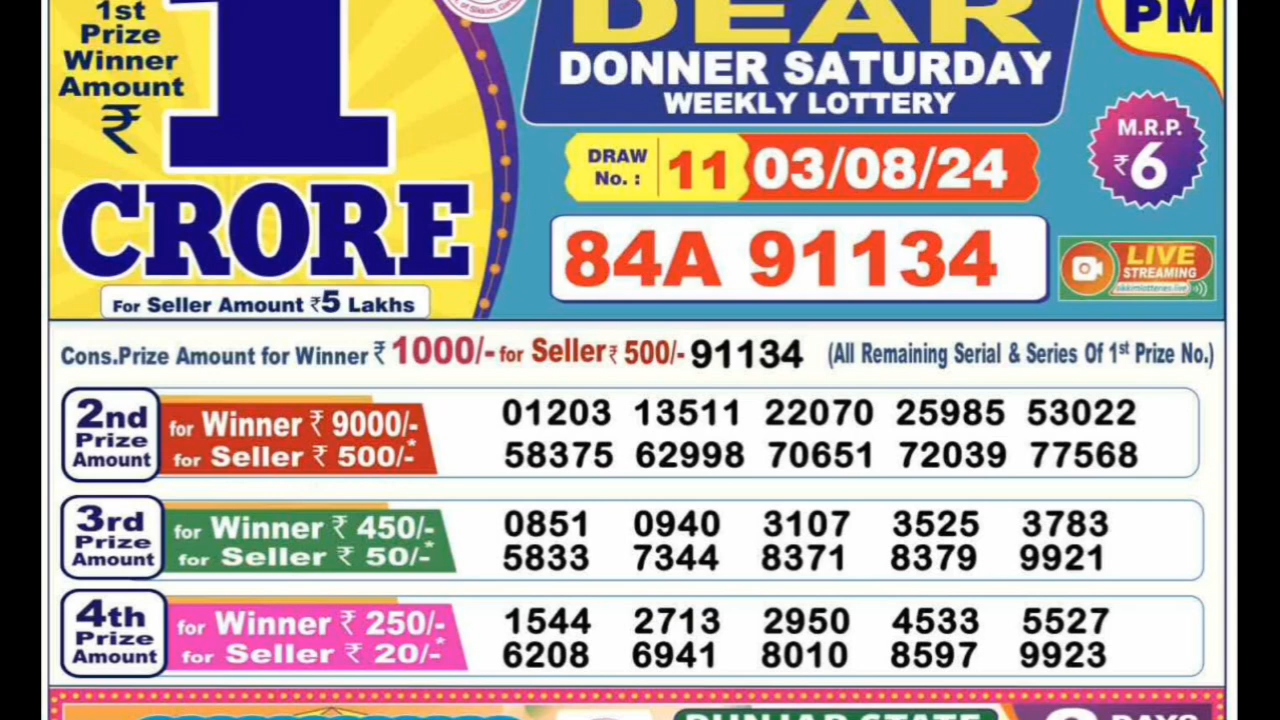 1st
Prize
Winner
Amount
₹
1
CRORE
For Seller Amount ₹5 Lakhs
DEAR
DONNER SATURDAY
WEEKLY LOTTERY
PM
DRAW No. : 11 03/08/24
M.R.P.
₹6
84A 91134
LIVE
STREAMING
Cons.Prize Amount for Winner ₹ 1000/- for Seller ₹ 500/- 91134 (All Remaining Serial & Series Of 1st Prize No.)
2nd
Prize
Amount
for Winner ₹ 9000/-
for Seller ₹ 500/-*
01203 13511 22070 25985 53022
58375 62998 70651 72039 77568
3rd
Prize
Amount
for Winner ₹ 450/-
for Seller ₹ 50/-*
0851 0940 3107 3525 3783
5833 7344 8371 8379 9921
4th
Prize
Amount
for Winner ₹ 250/-
for Seller ₹ 20/-*
1544 2713 2950 4533 5527
6208 6941 8010 8597 9923